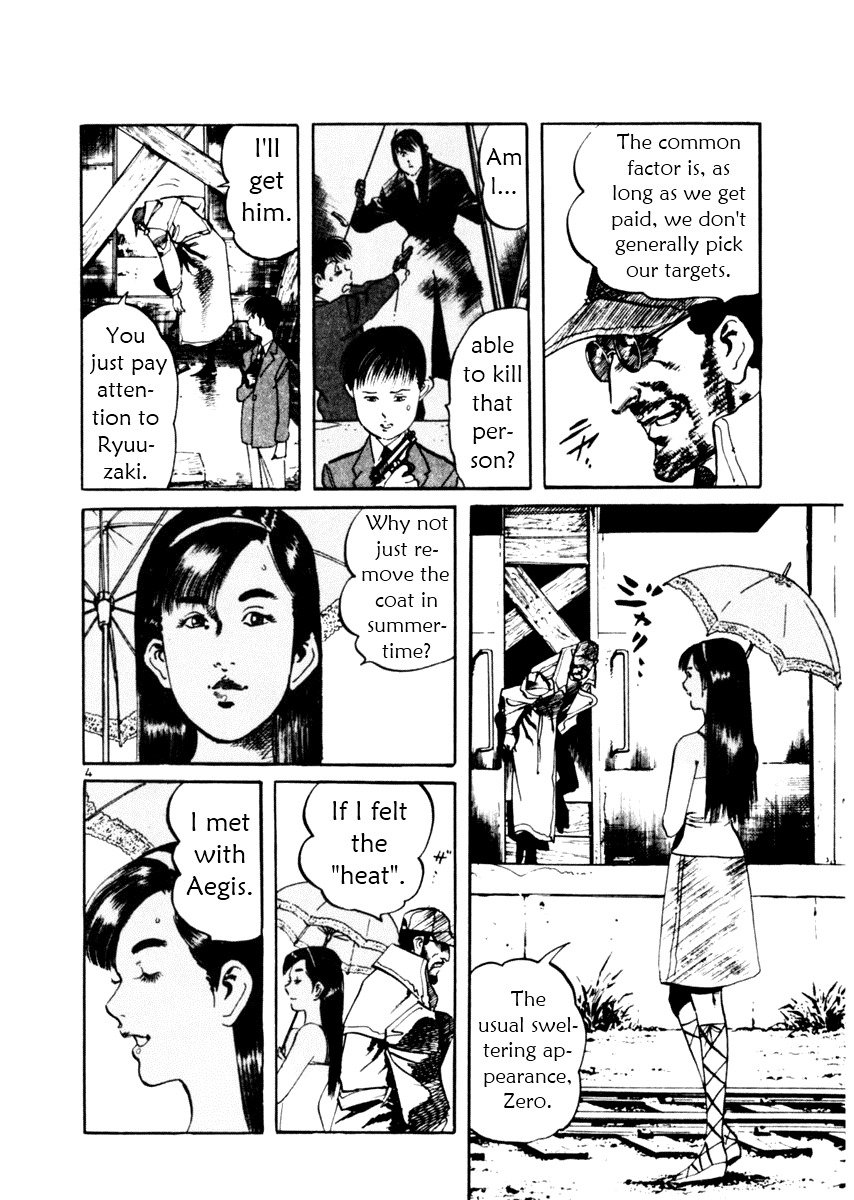 The common
factor is, as
long as we get
paid, we don't
generally pick
our targets.
Am
I...
able
to kill
that
per-
son?
I'll
get
him.
You
just pay
atten-
tion to
Ryuu-
zaki.
The
usual swel-
tering ap-
pearance,
Zero.
Why not
just re-
move the
coat in
summer-
time?
If I felt
the
"heat".
I met
with
Aegis.
4